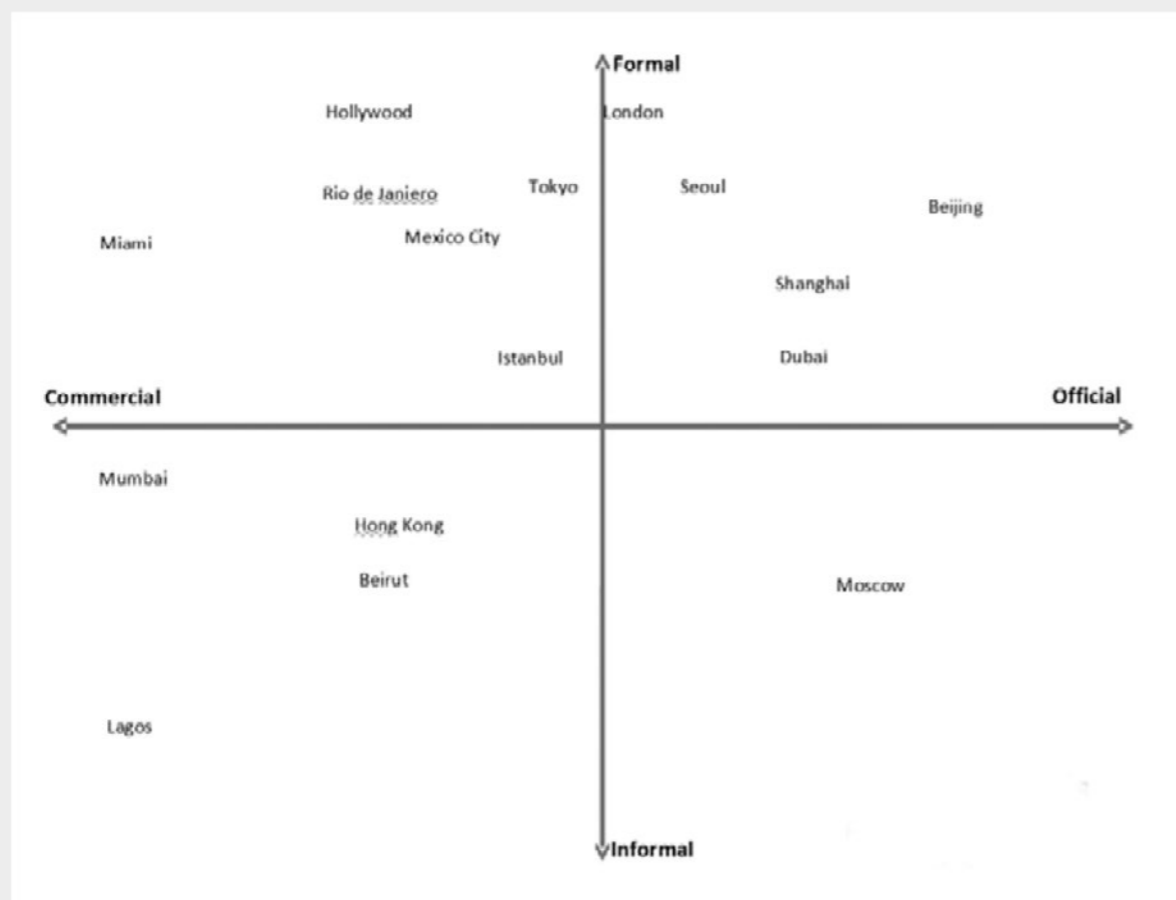 Formal
Hollywood London
Tokyo Seoul
Rio de Janiero
Beijing
Mexico City
Miami
Shanghai
Istanbul Dubai
Commercial Official
Mumbai
Hong Kong
Beirut Moscow
Lagos
Informal